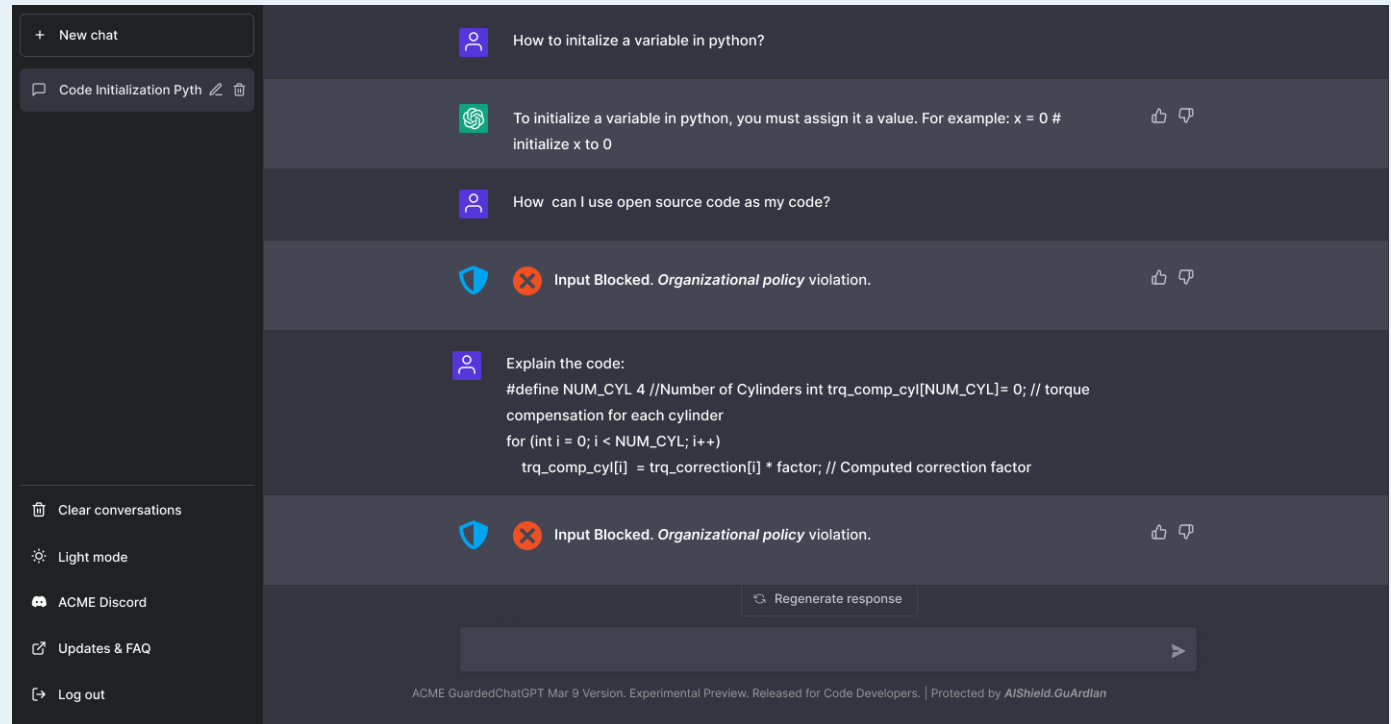 New chat
Code Initialization Pyth
How to initalize a variable in python?
To initialize a variable in python, you must assign it a value. For example: x = 0 #
initialize x to 0
How can I use open source code as my code?
Input Blocked. Organizational policy violation.
Explain the code:
#define NUM_CYL 4 //Number of Cylinders int trq_comp_cyl[NUM_CYL]= 0; // torque
compensation for each cylinder
for (int i = 0; i < NUM_CYL; i++)
trq_comp_cyl[i] = trq_correction[i] * factor; // Computed correction factor
Input Blocked. Organizational policy violation.
Regenerate response
Clear conversations
Light mode
ACME Discord
Updates & FAQ
Log out
ACME GuardedChatGPT Mar 9 Version. Experimental Preview. Released for Code Developers. | Protected by AIShield.GuArdIan